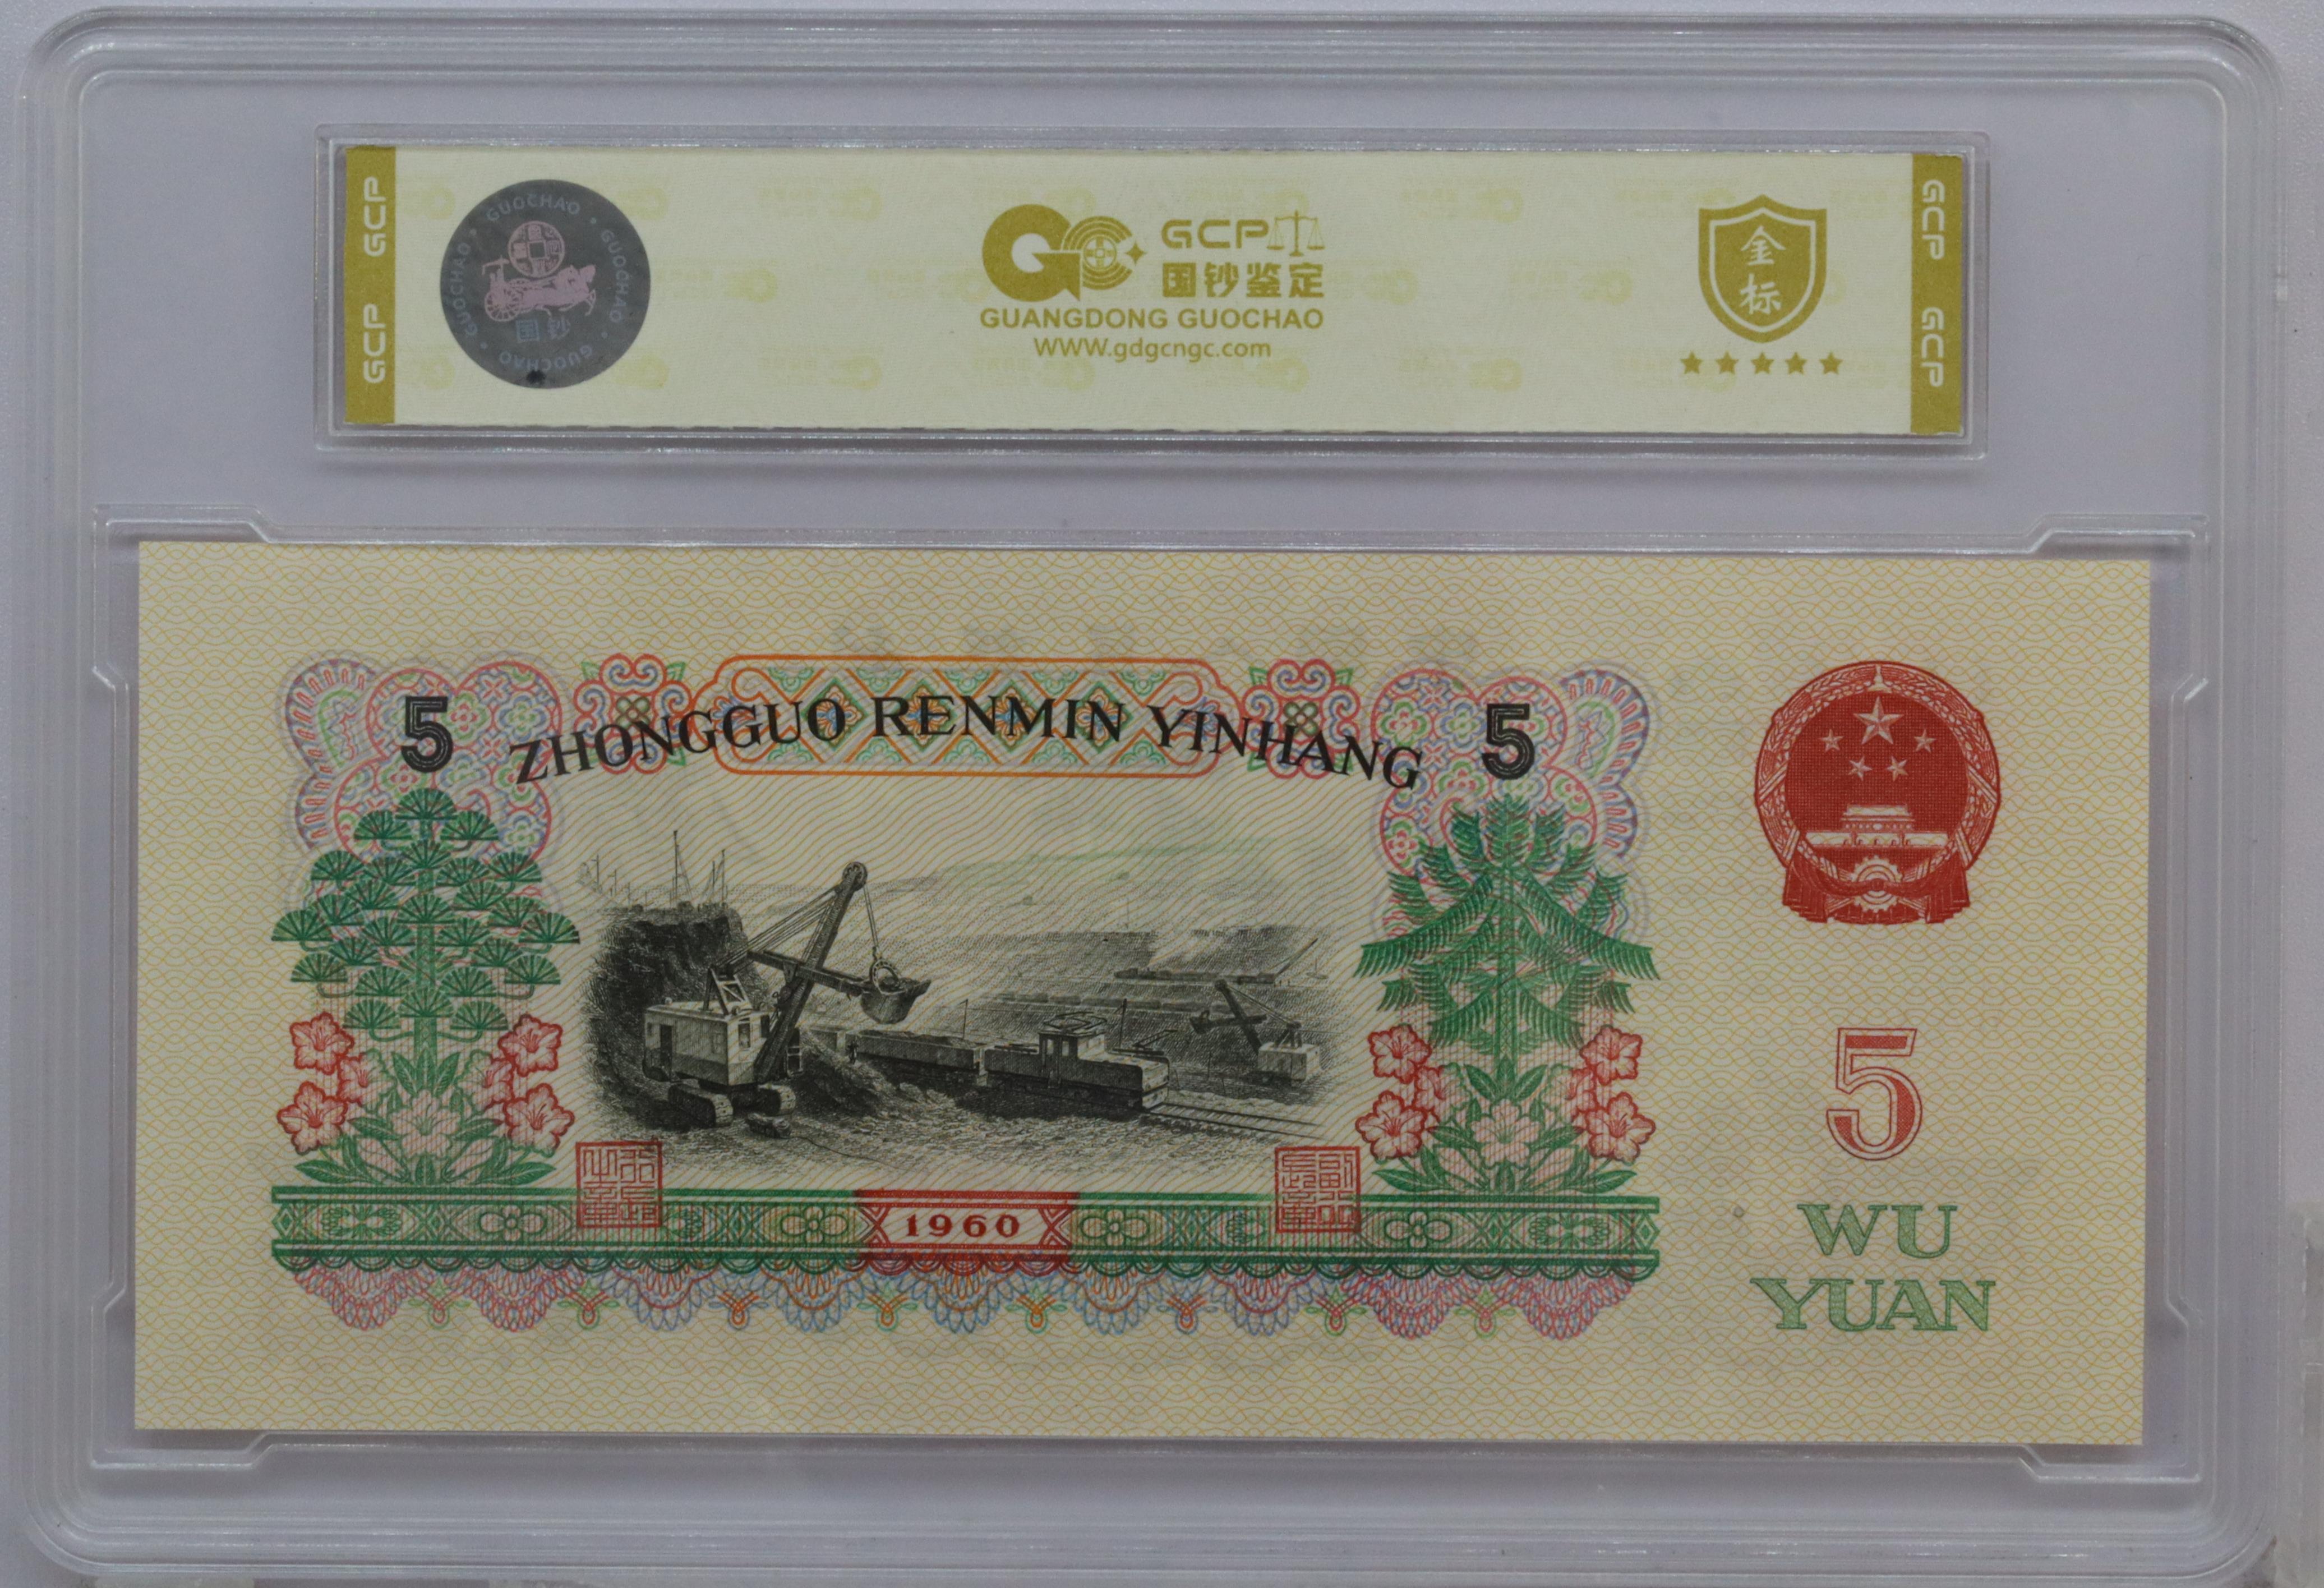 GCP GCP
GUOCHAO • GUOCHAO • GUOCHAO • GUOCHAO
国钞
GCP
国钞鉴定
GUANGDONG GUOCHAO
WWW.gdgcngc.com
金标
GCP GCP
5 ZHONGGUO RENMIN YINHANG 5
1960
5
WU
YUAN